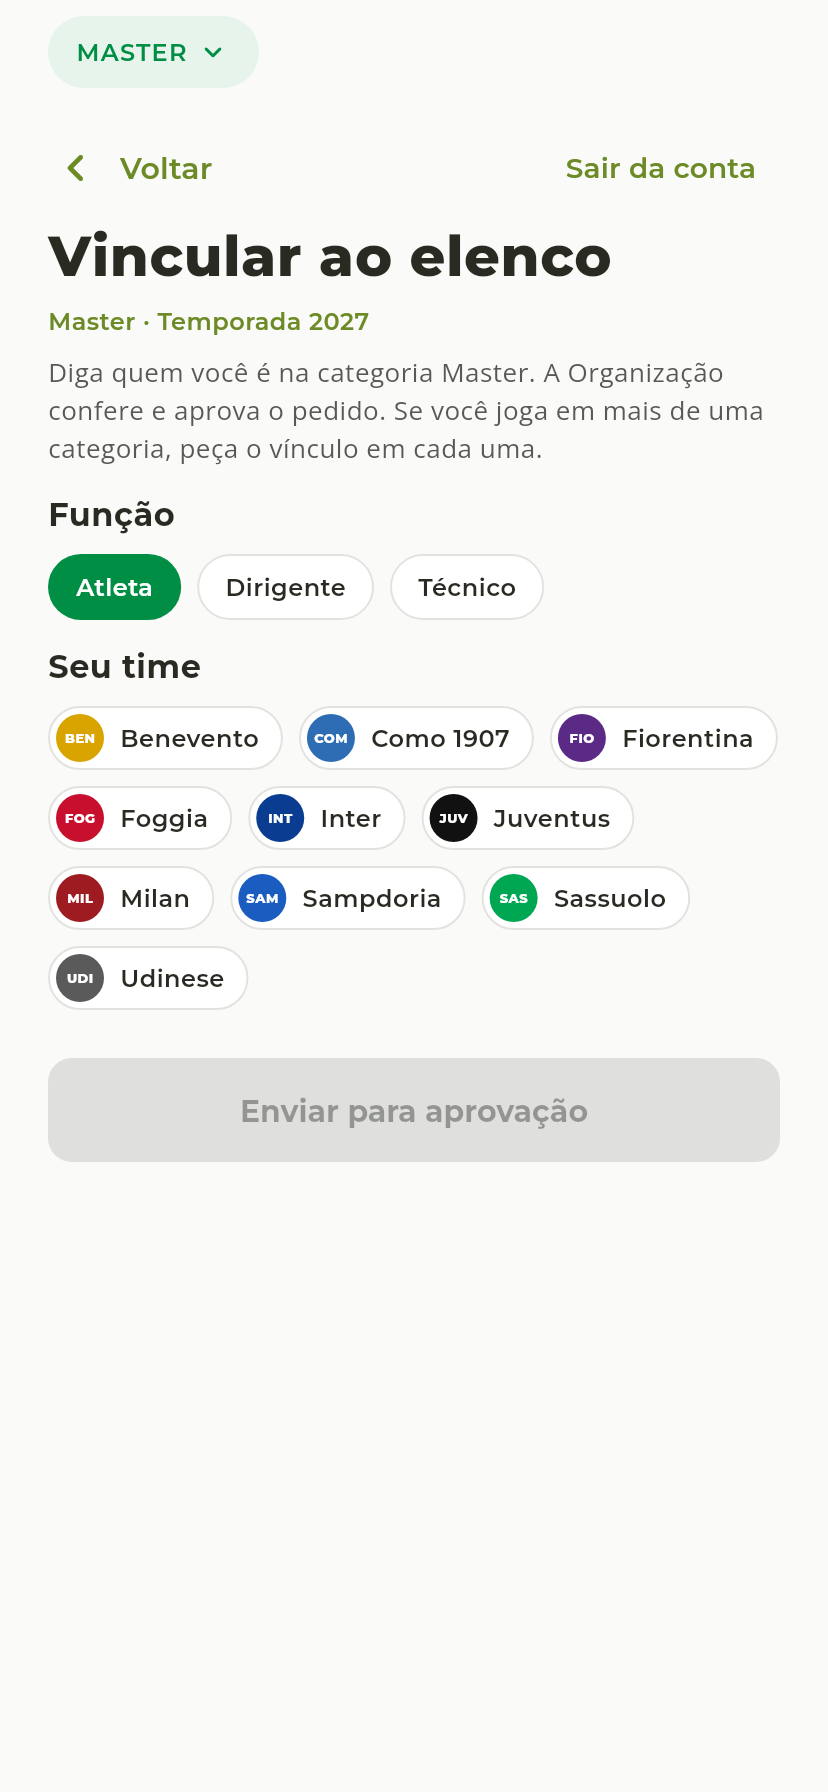 MASTER
Voltar
Sair da conta
Vincular ao elenco
Master · Temporada 2027
Diga quem você é na categoria Master. A Organização
confere e aprova o pedido. Se você joga em mais de uma
categoria, peça o vínculo em cada uma.
Função
Atleta
Dirigente
Técnico
Seu time
BEN Benevento
COM Como 1907
FIO Fiorentina
FOG Foggia
INT Inter
JUV Juventus
MIL Milan
SAM Sampdoria
SAS Sassuolo
UDI Udinese
Enviar para aprovação